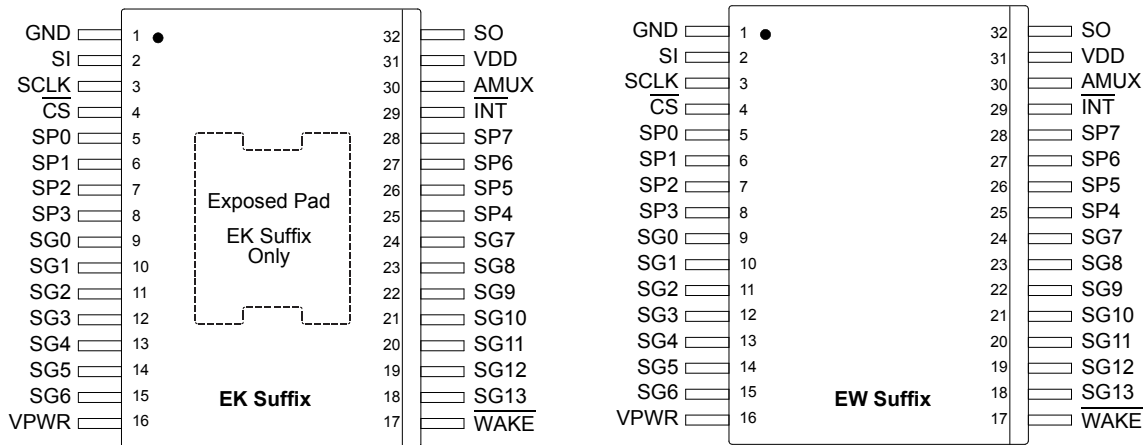 GND 1 32 SO
SI 2 31 VDD
SCLK 3 30 AMUX
CS 4 29 INT
SP0 5 28 SP7
SP1 6 27 SP6
SP2 7 26 SP5
SP3 8 25 SP4
SG0 9 24 SG7
SG1 10 23 SG8
SG2 11 22 SG9
SG3 12 21 SG10
SG4 13 20 SG11
SG5 14 19 SG12
SG6 15 18 SG13
VPWR 16 17 WAKE
Exposed Pad
EK Suffix
Only
EK Suffix
GND 1 32 SO
SI 2 31 VDD
SCLK 3 30 AMUX
CS 4 29 INT
SP0 5 28 SP7
SP1 6 27 SP6
SP2 7 26 SP5
SP3 8 25 SP4
SG0 9 24 SG7
SG1 10 23 SG8
SG2 11 22 SG9
SG3 12 21 SG10
SG4 13 20 SG11
SG5 14 19 SG12
SG6 15 18 SG13
VPWR 16 17 WAKE
EW Suffix